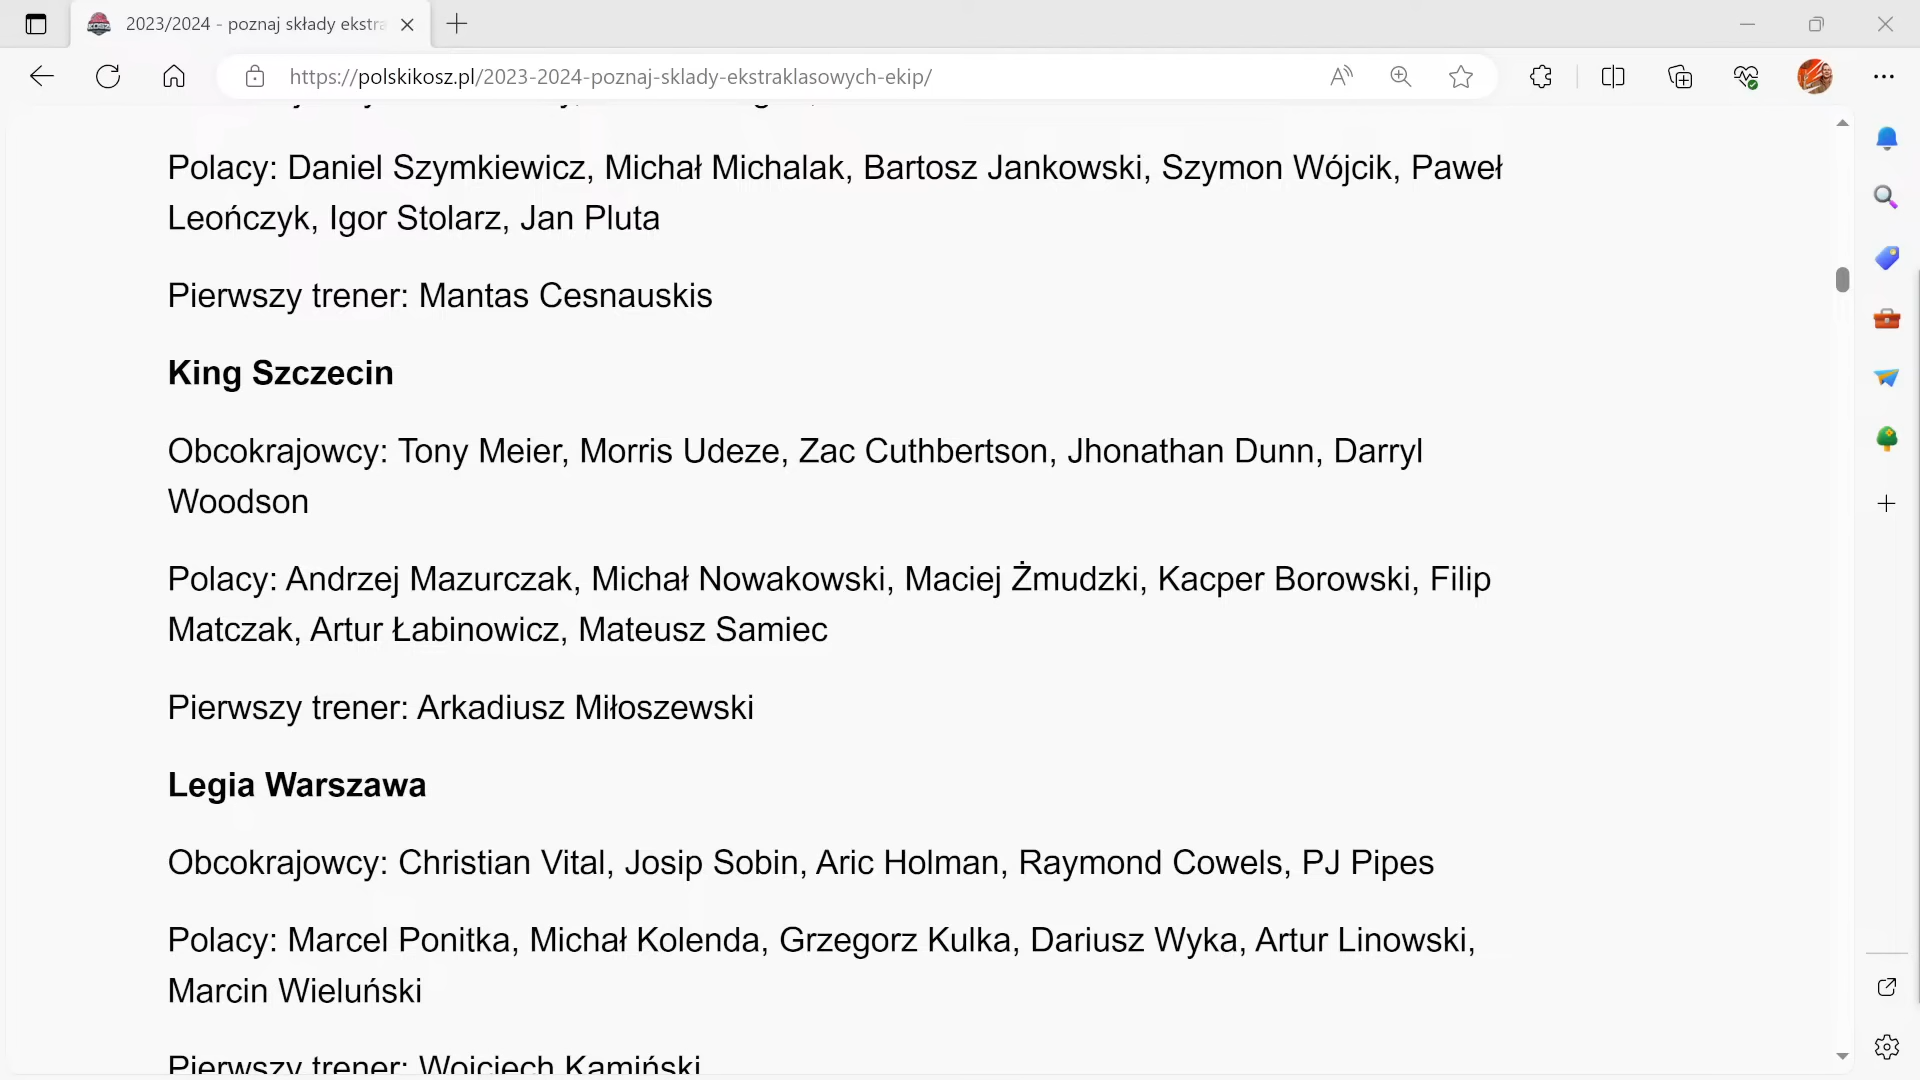 2023/2024 - poznaj składy ekstra
https://polskikosz.pl/2023-2024-poznaj-sklady-ekstraklasowych-ekip/
Polacy: Daniel Szymkiewicz, Michał Michalak, Bartosz Jankowski, Szymon Wójcik, Paweł
Leończyk, Igor Stolarz, Jan Pluta
Pierwszy trener: Mantas Cesnauskis
King Szczecin
Obcokrajowcy: Tony Meier, Morris Udeze, Zac Cuthbertson, Jhonathan Dunn, Darryl
Woodson
Polacy: Andrzej Mazurczak, Michał Nowakowski, Maciej Żmudzki, Kacper Borowski, Filip
Matczak, Artur Łabinowicz, Mateusz Samiec
Pierwszy trener: Arkadiusz Miłoszewski
Legia Warszawa
Obcokrajowcy: Christian Vital, Josip Sobin, Aric Holman, Raymond Cowels, PJ Pipes
Polacy: Marcel Ponitka, Michał Kolenda, Grzegorz Kulka, Dariusz Wyka, Artur Linowski,
Marcin Wieluński
Pierwszy trener: Wojciech Kamiński